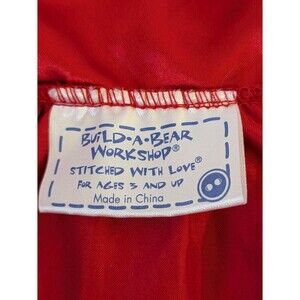 BUiLD-A-BEAR
WORKSHOP®
STITCHED WITH LOVE®
FOR AGES 3 AND UP
Made in China